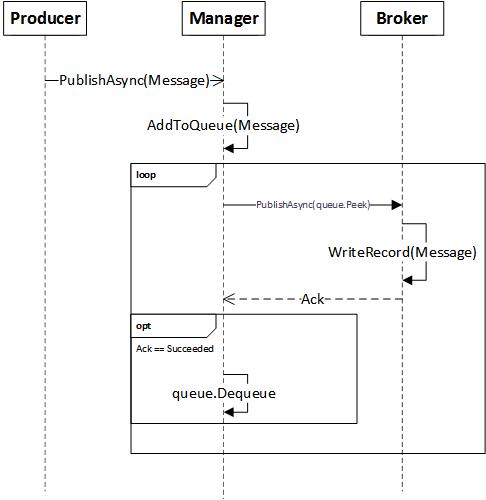 Producer
Manager
Broker
PublishAsync(Message)
AddToQueue(Message)
loop
PublishAsync(queue.Peek)
WriteRecord(Message)
Ack
opt
Ack == Succeeded
queue.Dequeue